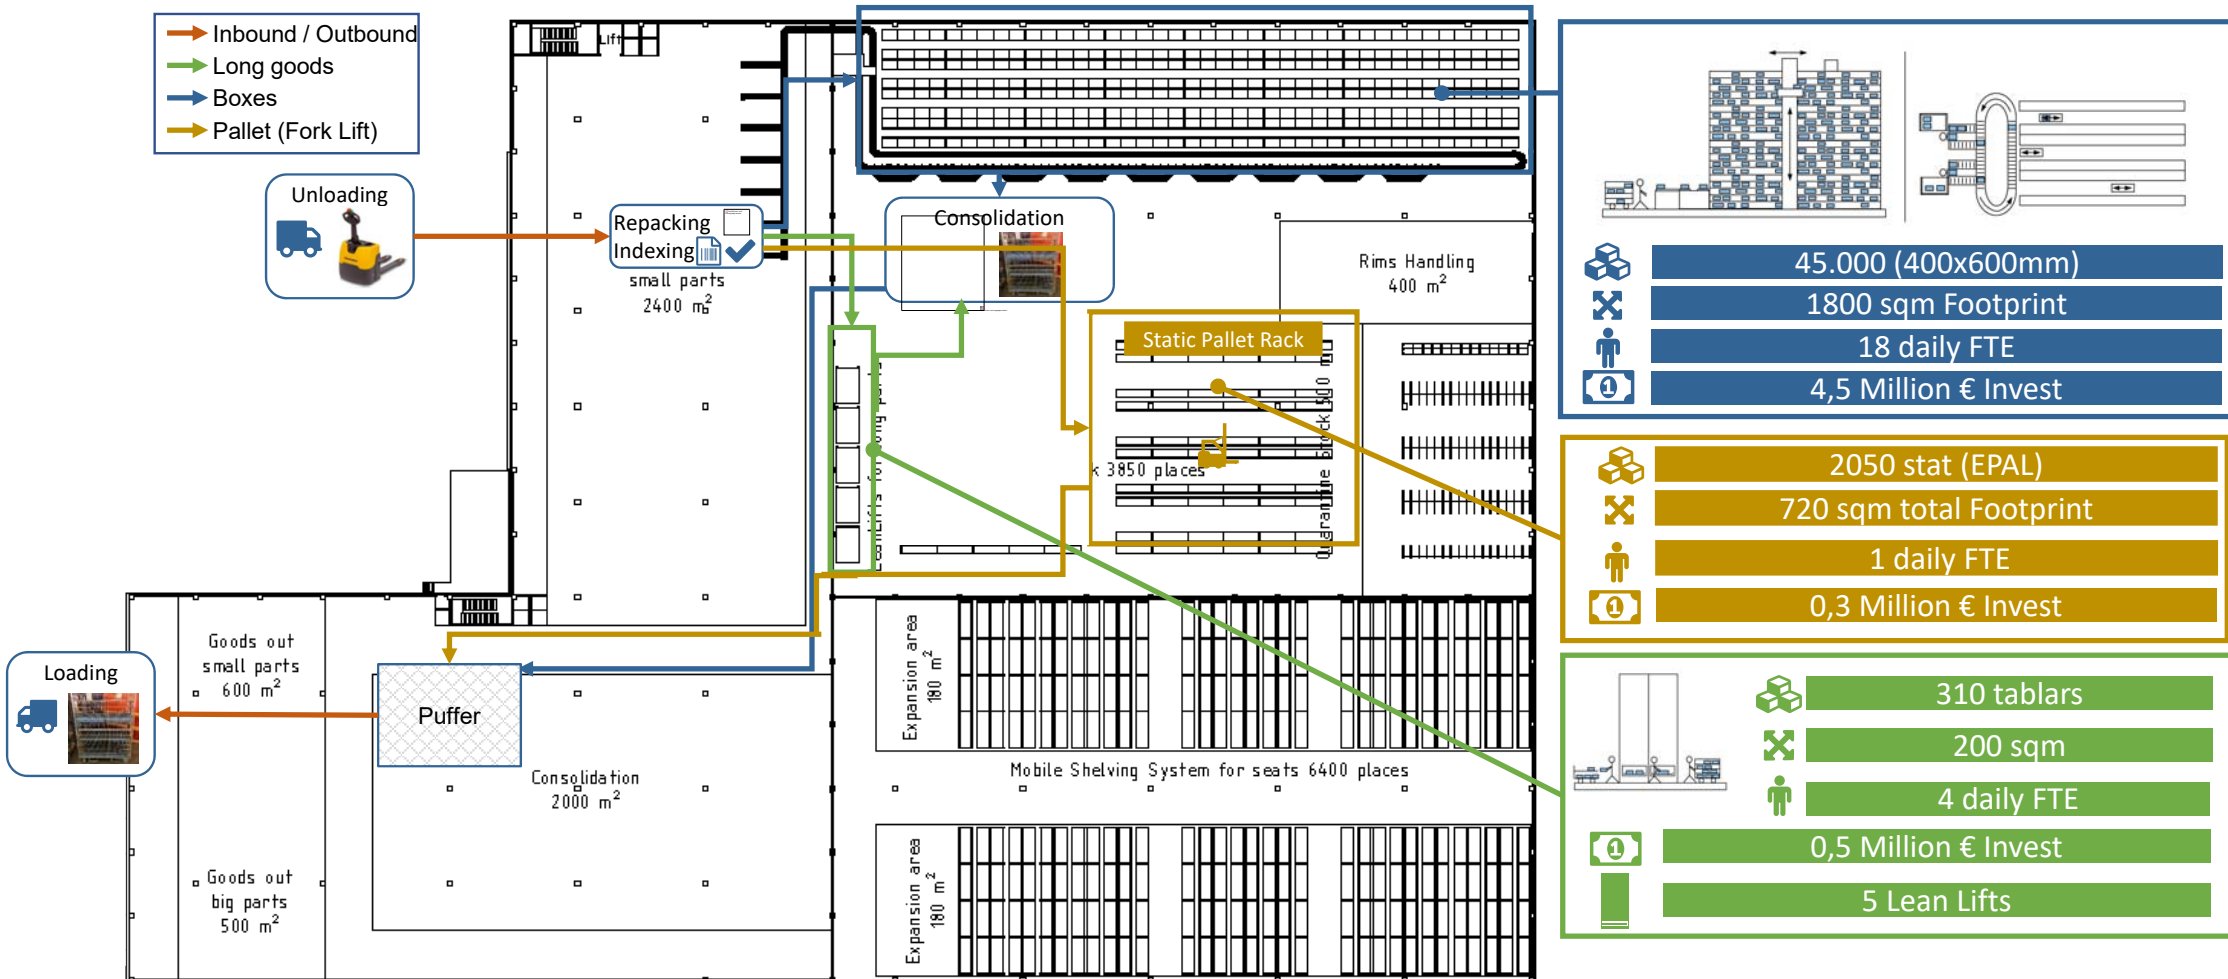 Inbound / Outbound
Long goods
Boxes
Pallet (Fork Lift)
Lift
Unloading
Repacking
Indexing
small parts
2400 m²
Consolidation
Rims Handling
400 m²
Static Pallet Rack
3850 places
Quarantine Stock 500 m
Goods out
small parts
600 m²
Loading
Puffer
Consolidation
2000 m²
Goods out
big parts
500 m²
Expansion area
180 m²
Mobile Shelving System for seats 6400 places
Expansion area
180 m²
45.000 (400x600mm)
1800 sqm Footprint
18 daily FTE
1
4,5 Million € Invest
2050 stat (EPAL)
720 sqm total Footprint
1 daily FTE
1
0,3 Million € Invest
310 tablars
200 sqm
4 daily FTE
1
0,5 Million € Invest
5 Lean Lifts